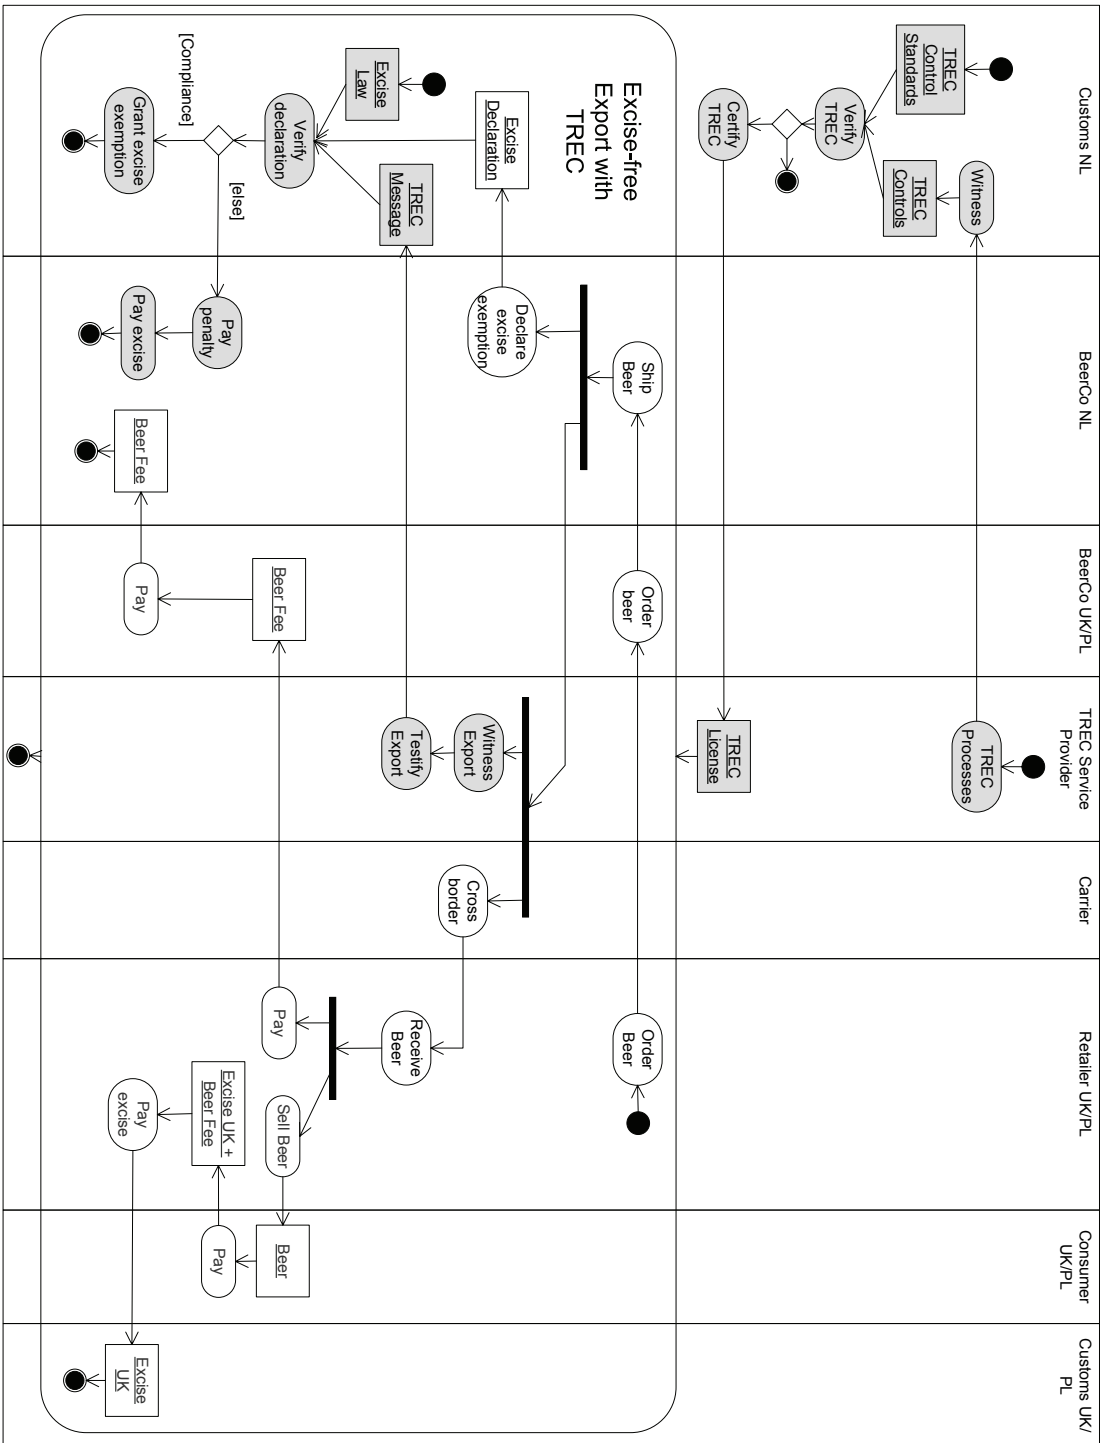 Customs NL
BeerCo NL
BeerCo UK/PL
TREC Service
Provider
Carrier
Retailer UK/PL
Consumer
UK/PL
Customs UK/
PL
TREC
Control
Standards
Witness
TREC
Controls
Verify
TREC
Certify
TREC
TREC
Processes
TREC
License
Excise-free
Export with
TREC
Order
Beer
Order
beer
Ship
Beer
Declare
excise
exemption
Excise
Declaration
Excise
Law
TREC
Message
Verify
declaration
Witness
Export
Testify
Export
Cross
border
Receive
Beer
Pay
Sell Beer
Beer
Pay
Excise UK +
Beer Fee
Pay
excise
Excise
UK
Beer Fee
Pay
Beer Fee
[else]
Pay
penalty
Pay excise
[Compliance]
Grant excise
exemption